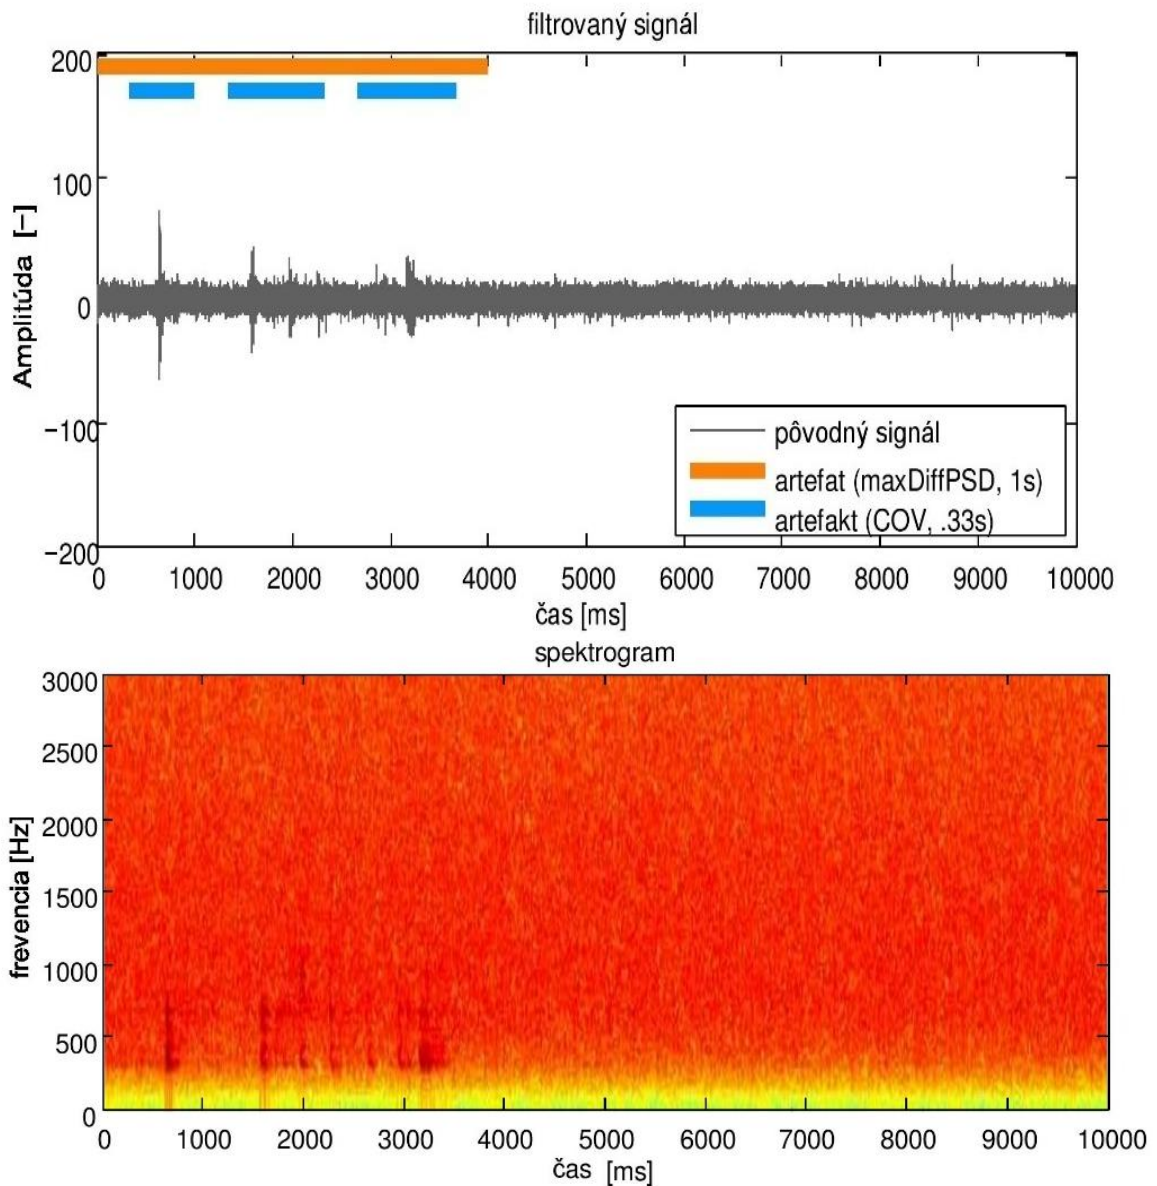 filtrovaný signál
200
100
0
−100
−200
Amplitúda [−]
pôvodný signál
artefat (maxDiffPSD, 1s)
artefakt (COV, .33s)
0 1000 2000 3000 4000 5000 6000 7000 8000 9000 10000
čas [ms]
spektrogram
3000
2500
2000
1500
1000
500
0
frevencia [Hz]
0 1000 2000 3000 4000 5000 6000 7000 8000 9000 10000
čas [ms]